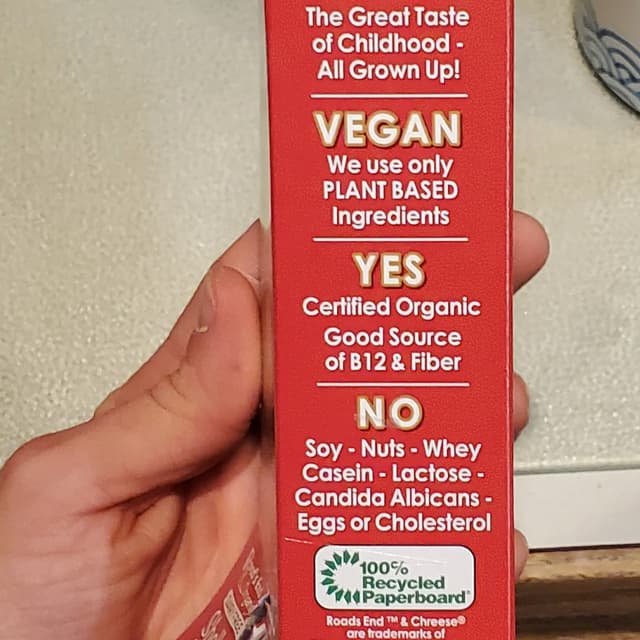 The Great Taste
of Childhood -
All Grown Up!
VEGAN
We use only
PLANT BASED
Ingredients
YES
Certified Organic
Good Source
of B12 & Fiber
NO
Soy - Nuts - Whey
Casein - Lactose -
Candida Albicans -
Eggs or Cholesterol
100%
Recycled
Paperboard®
Roads End ™ & Chreese®
are trademarks of